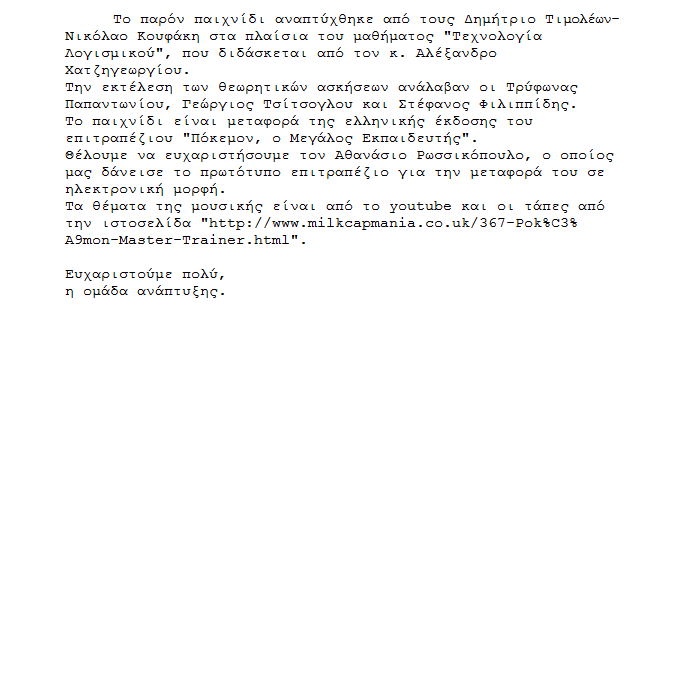 Το παρόν παιχνίδι αναπτύχθηκε από τους Δημήτριο Τιμολέων-
Νικόλαο Κουφάκη στα πλαίσια του μαθήματος "Τεχνολογία
Λογισμικού", που διδάσκεται από τον κ. Αλέξανδρο
Χατζηγεωργίου.
Την εκτέλεση των θεωρητικών ασκήσεων ανάλαβαν οι Τρύφωνας
Παπαντωνίου, Γεώργιος Τσίτσογλου και Στέφανος Φιλιππίδης.
Το παιχνίδι είναι μεταφορά της ελληνικής έκδοσης του
επιτραπέζιου "Πόκεμον, ο Μεγάλος Εκπαιδευτής".
Θέλουμε να ευχαριστήσουμε τον Αθανάσιο Ρωσσικόπουλο, ο οποίος
μας δάνεισε το πρωτότυπο επιτραπέζιο για την μεταφορά του σε
ηλεκτρονική μορφή.
Τα θέματα της μουσικής είναι από το youtube και οι τάπες από
την ιστοσελίδα "http://www.milkcapmania.co.uk/367-Pok%C3%
A9mon-Master-Trainer.html".
Ευχαριστούμε πολύ,
η ομάδα ανάπτυξης.